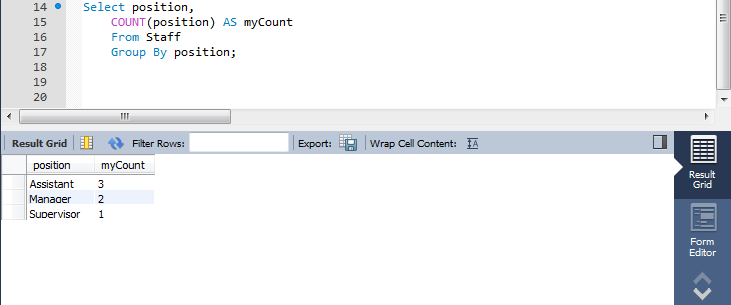 14 Select position,
15 COUNT(position) AS myCount
16 From Staff
17 Group By position;
18
19
20
Result Grid Filter Rows: Export: Wrap Cell Content: IA
position myCount
Assistant 3
Manager 2
Supervisor 1
Result
Grid
Form
Editor